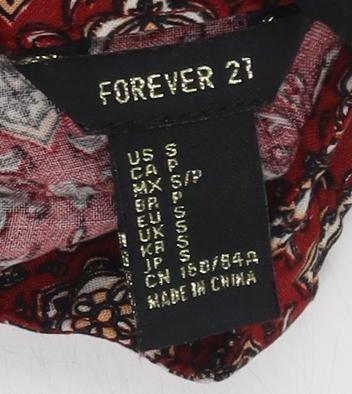 FOREVER 21
US S
CA P
MX S/P
BR P
EU S
UK S
KR S
JP S
CN 160/84A
MADE IN CHINA